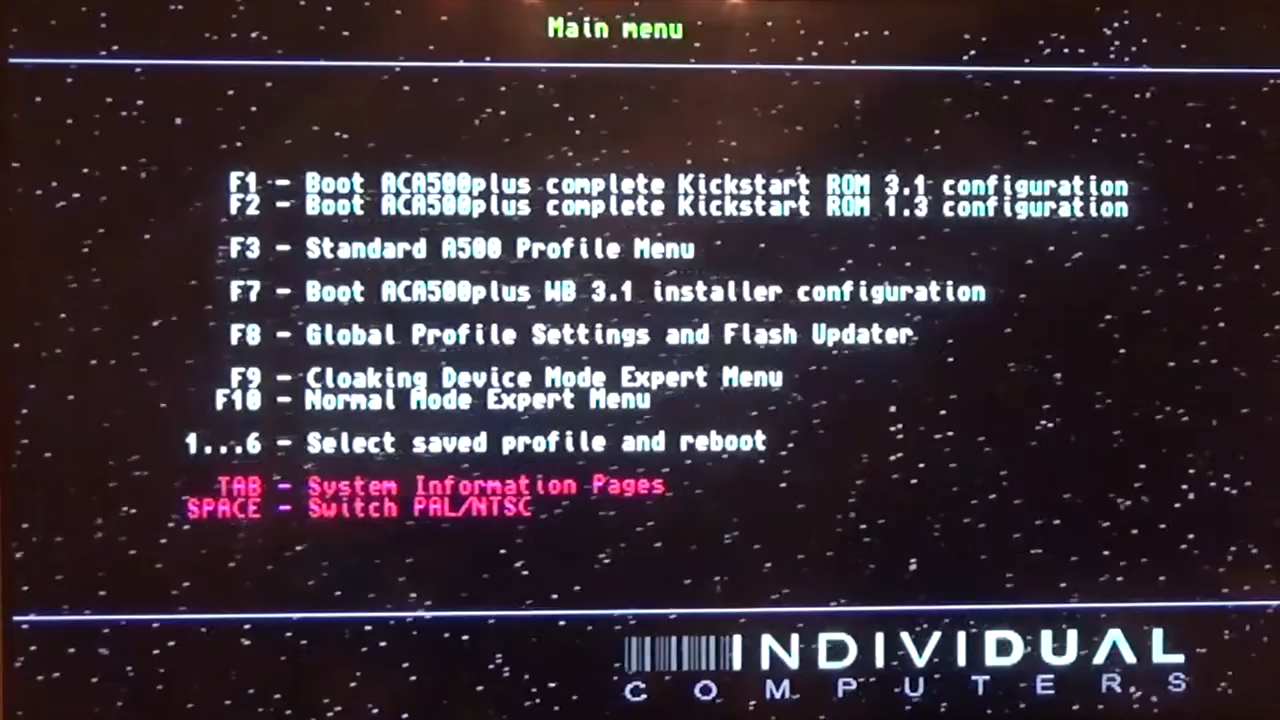 Main menu
F1 - Boot ACA500plus complete Kickstart ROM 3.1 configuration
F2 - Boot ACA500plus complete Kickstart ROM 1.3 configuration
F3 - Standard A500 Profile Menu
F7 - Boot ACA500plus WB 3.1 installer configuration
F8 - Global Profile Settings and Flash Updater
F9 - Cloaking Device Mode Expert Menu
F10 - Normal Mode Expert Menu
1...6 - Select saved profile and reboot
TAB - System Information Pages
SPACE - Switch PAL/NTSC
INDIVIDUAL
COMPUTERS